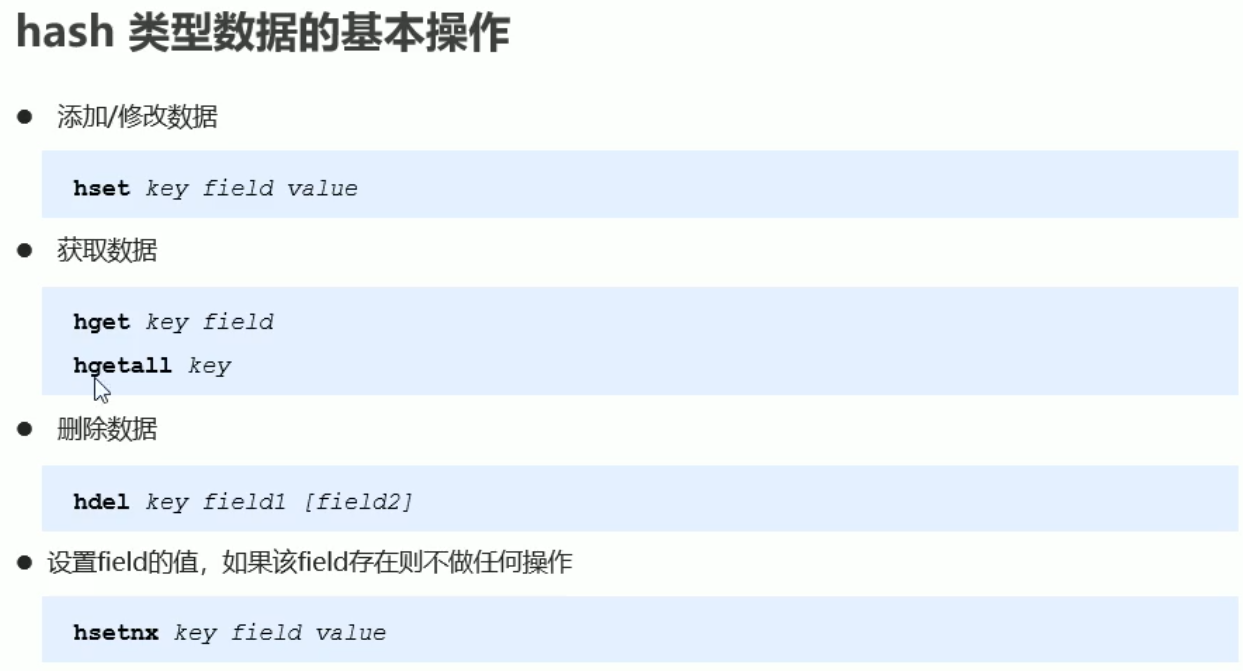 hash 类型数据的基本操作
● 添加/修改数据
hset key field value
● 获取数据
hget key field
hgetall key
● 删除数据
hdel key field1 [field2]
● 设置field的值，如果该field存在则不做任何操作
hsetnx key field value